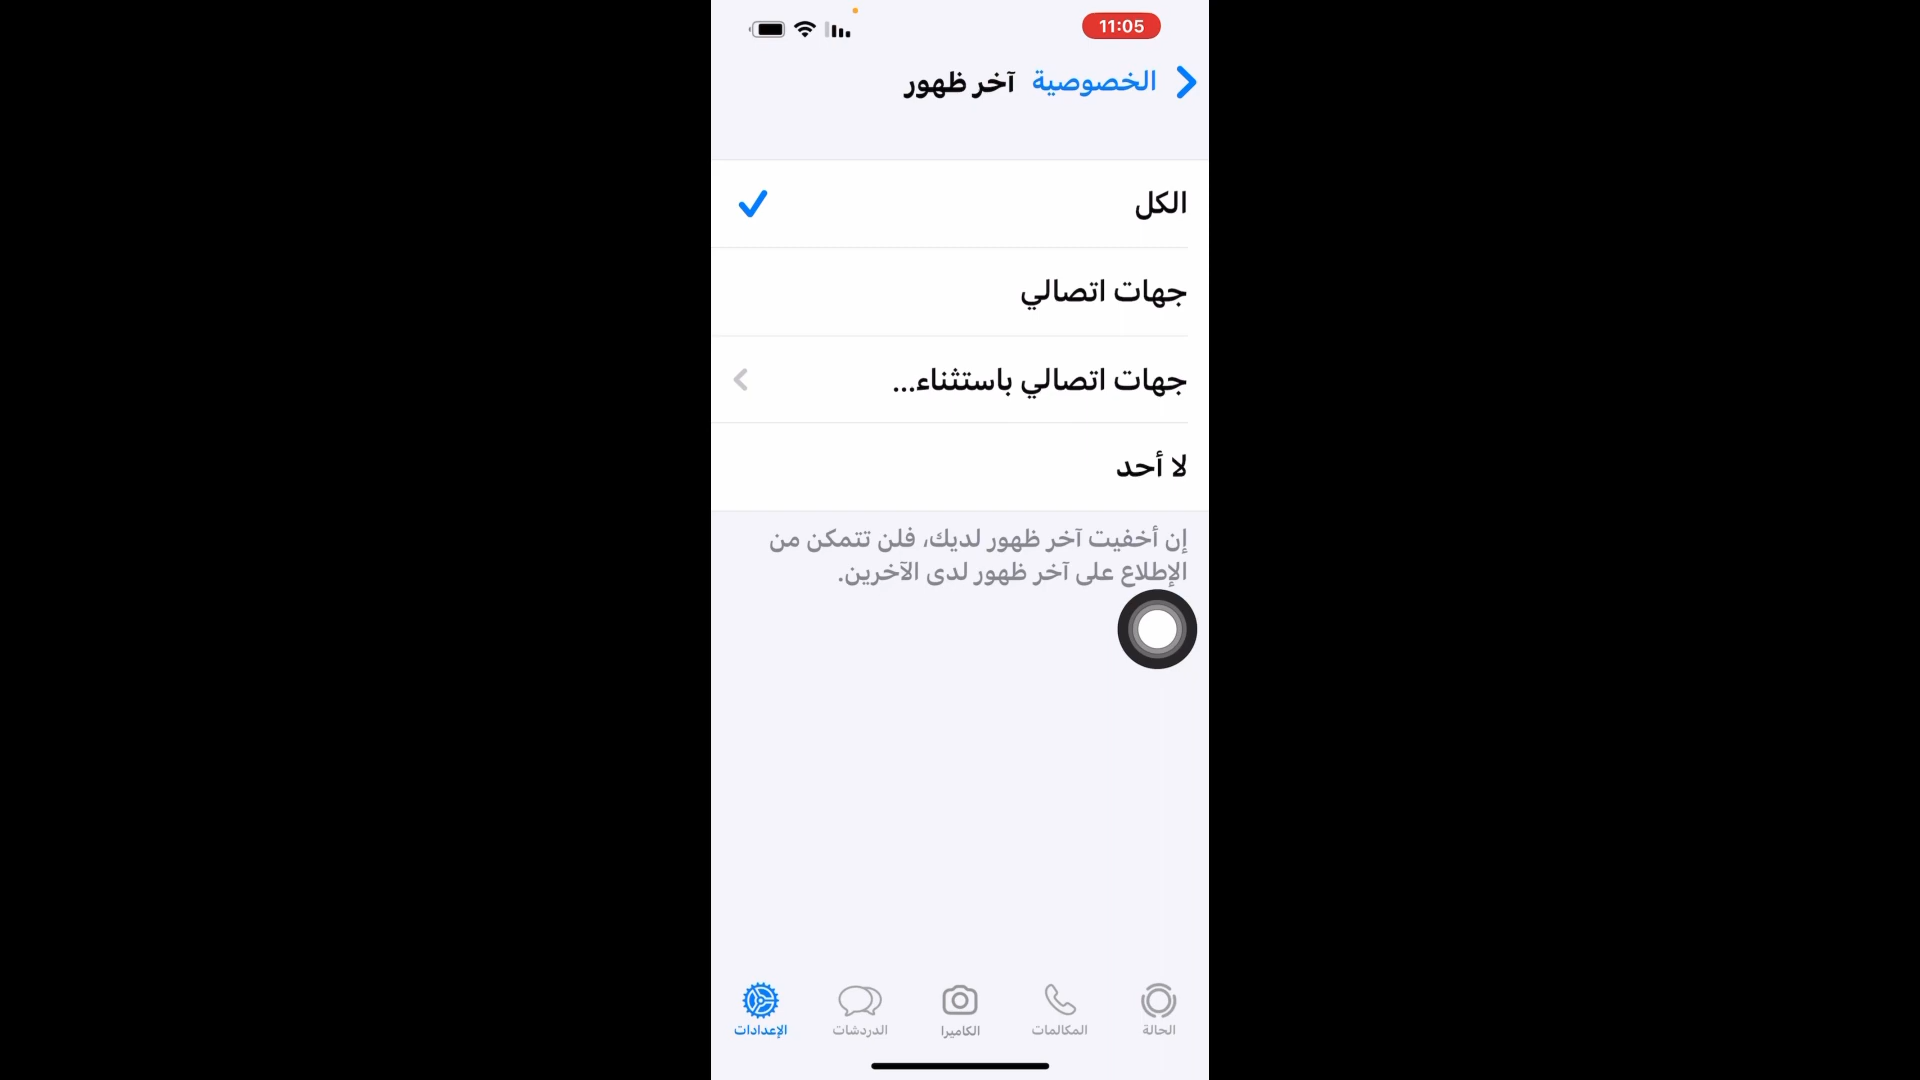 11:05
الخصوصية آخر ظهور
الكل
جهات اتصالي
جهات اتصالي باستثناء...
لا أحد
إن أخفيت آخر ظهور لديك، فلن تتمكن من
الإطلاع على آخر ظهور لدى الآخرين.
الحالة المكالمات الكاميرا الدردشات الإعدادات